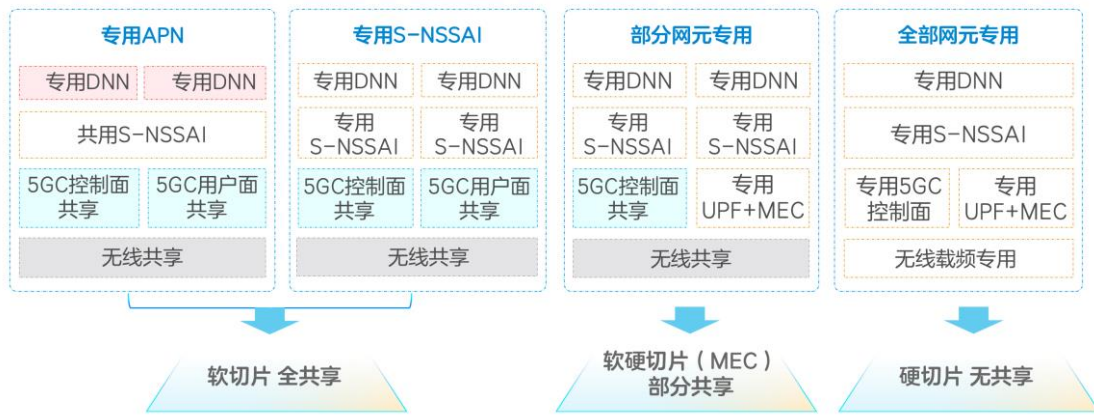 专用APN
专用DNN
专用DNN
共用S-NSSAI
5GC控制面
共享
5GC用户面
共享
无线共享
专用S-NSSAI
专用DNN
专用DNN
专用
S-NSSAI
专用
S-NSSAI
5GC控制面
共享
5GC用户面
共享
无线共享
部分网元专用
专用DNN
专用DNN
专用
S-NSSAI
专用
S-NSSAI
5GC控制面
共享
专用
UPF+MEC
无线共享
全部网元专用
专用DNN
专用S-NSSAI
专用5GC
控制面
专用
UPF+MEC
无线载频专用
软切片 全共享
软硬切片（MEC）
部分共享
硬切片 无共享